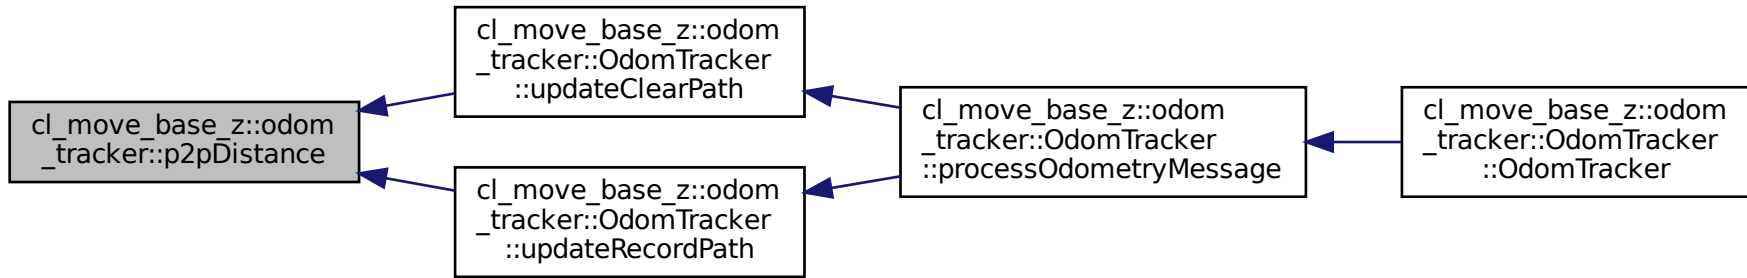 cl_move_base_z::odom
_tracker::p2pDistance
cl_move_base_z::odom
_tracker::OdomTracker
::updateClearPath
cl_move_base_z::odom
_tracker::OdomTracker
::updateRecordPath
cl_move_base_z::odom
_tracker::OdomTracker
::processOdometryMessage
cl_move_base_z::odom
_tracker::OdomTracker
::OdomTracker